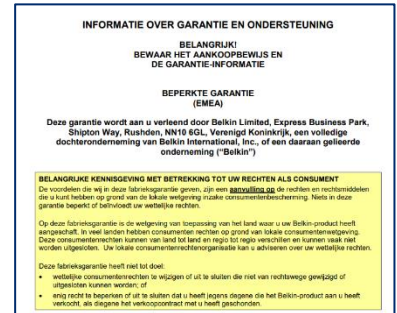 INFORMATIE OVER GARANTIE EN ONDERSTEUNING
BELANGRIJK!
BEWAAR HET AANKOOPBEWIJS EN
DE GARANTIE-INFORMATIE
BEPERKTE GARANTIE
(EMEA)
Deze garantie wordt aan u verleend door Belkin Limited, Express Business Park,
Shipton Way, Rushden, NN10 6GL, Verenigd Koninkrijk, een volledige
dochteronderneming van Belkin International, Inc., of een daaraan gelieerde
onderneming (“Belkin”)
BELANGRIJKE KENNISGEVING MET BETREKKING TOT UW RECHTEN ALS CONSUMENT
De voordelen die wij in deze fabrieksgarantie geven, zijn een aanvulling op de rechten en rechtsmiddelen
die u kunt hebben op grond van de lokale wetgeving inzake consumentenbescherming. Niets in deze
garantie beperkt of beïnvloedt uw wettelijke rechten.
Op deze fabrieksgarantie is de wetgeving van toepassing van het land waar u uw Belkin-product heeft
aangeschaft. In veel landen hebben consumenten rechten op grond van lokale consumentenwetgeving.
Deze consumentenrechten kunnen van land tot land en regio tot regio verschillen en kunnen vaak niet
worden uitgesloten. Uw lokale consumentenrechtenorganisatie kan u adviseren over uw wettelijke rechten.
Deze fabrieksgarantie heeft niet tot doel:
• wettelijke consumentenrechten te wijzigen of uit te sluiten die niet van rechtswege gewijzigd of
uitgesloten kunnen worden; of
• enig recht te beperken of uit te sluiten dat u heeft jegens degene die het Belkin-product aan u heeft
verkocht, als diegene het verkoopcontract met u heeft geschonden.